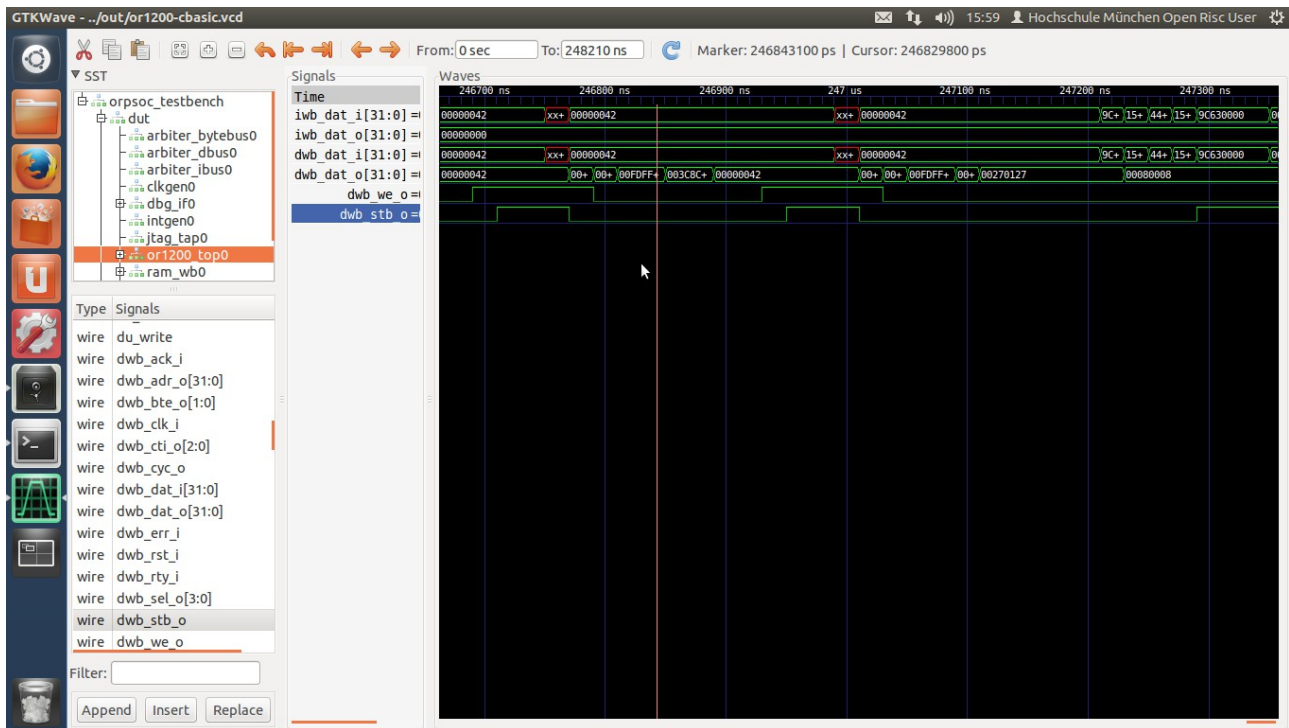 GTKWave - ../out/or1200-cbasic.vcd
15:59 Hochschule München Open Risc User
From: 0 sec To: 248210 ns Marker: 246843100 ps | Cursor: 246829800 ps
SST
orpsoc_testbench
dut
arbiter_bytebus0
arbiter_dbus0
arbiter_ibus0
clkgen0
dbg_if0
intgen0
jtag_tap0
or1200_top0
ram_wb0
Type Signals
wire du_write
wire dwb_ack_i
wire dwb_adr_o[31:0]
wire dwb_bte_o[1:0]
wire dwb_clk_i
wire dwb_cti_o[2:0]
wire dwb_cyc_o
wire dwb_dat_i[31:0]
wire dwb_dat_o[31:0]
wire dwb_err_i
wire dwb_rst_i
wire dwb_rty_i
wire dwb_sel_o[3:0]
wire dwb_stb_o
wire dwb_we_o
Filter:
Append Insert Replace
Signals
Time
iwb_dat_i[31:0] =
iwb_dat_o[31:0] =
dwb_dat_i[31:0] =
dwb_dat_o[31:0] =
dwb_we_o =
dwb_stb_o =
Waves
246700 ns 246800 ns 246900 ns 247 us 247100 ns 247200 ns 247300 ns
00000042 xx+ 00000042 xx+ 00000042 9C+ 15+ 44+ 15+ 9C630000
00000000
00000042 xx+ 00000042 xx+ 00000042 9C+ 15+ 44+ 15+ 9C630000
00000042 00+ 00+ 00FDFF+ 003C8C+ 00000042 00+ 00+ 00FDFF+ 00+ 00270127 00080008